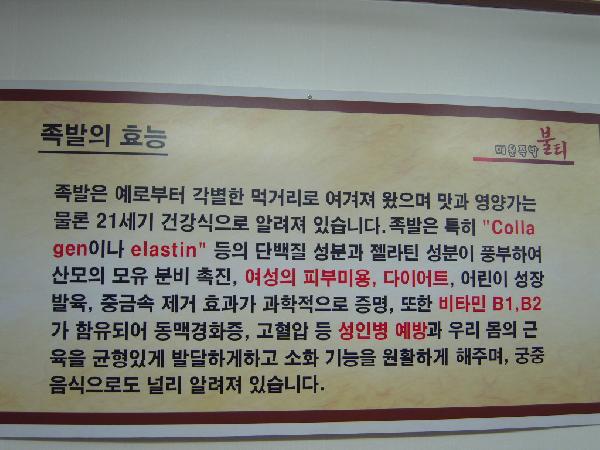 족발의 효능
매운족발 불티
족발은 예로부터 각별한 먹거리로 여겨져 왔으며 맛과 영양가는
물론 21세기 건강식으로 알려져 있습니다.족발은 특히 "Colla
gen이나 elastin" 등의 단백질 성분과 젤라틴 성분이 풍부하여
산모의 모유 분비 촉진, 여성의 피부미용, 다이어트, 어린이 성장
발육, 중금속 제거 효과가 과학적으로 증명, 또한 비타민 B1,B2
가 함유되어 동맥경화증, 고혈압 등 성인병 예방과 우리 몸의 근
육을 균형있게 발달하게하고 소화 기능을 원활하게 해주며, 궁중
음식으로도 널리 알려져 있습니다.